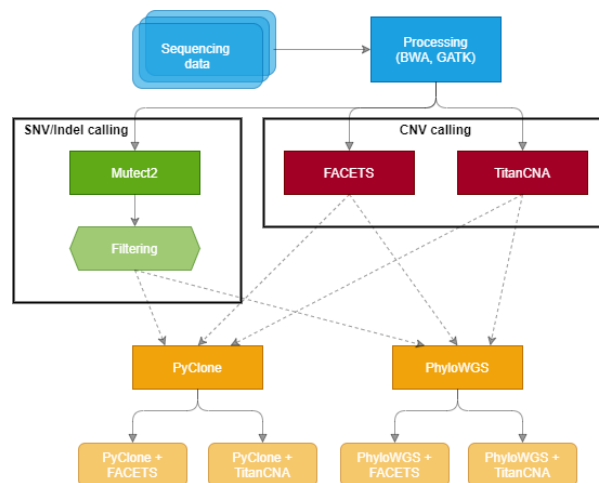 Sequencing
data
Processing
(BWA, GATK)
SNV/Indel calling
CNV calling
Mutect2
FACETS
TitanCNA
Filtering
PyClone
PhyloWGS
PyClone +
FACETS
PyClone +
TitanCNA
PhyloWGS +
FACETS
PhyloWGS +
TitanCNA